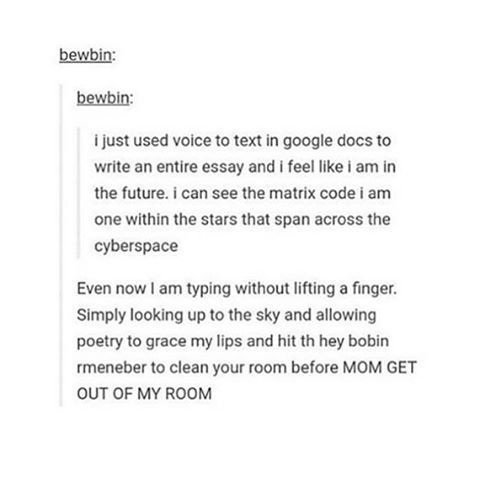 bewbin:
bewbin:
i just used voice to text in google docs to
write an entire essay and i feel like i am in
the future. i can see the matrix code i am
one within the stars that span across the
cyberspace
Even now I am typing without lifting a finger.
Simply looking up to the sky and allowing
poetry to grace my lips and hit th hey bobin
rmeneber to clean your room before MOM GET
OUT OF MY ROOM